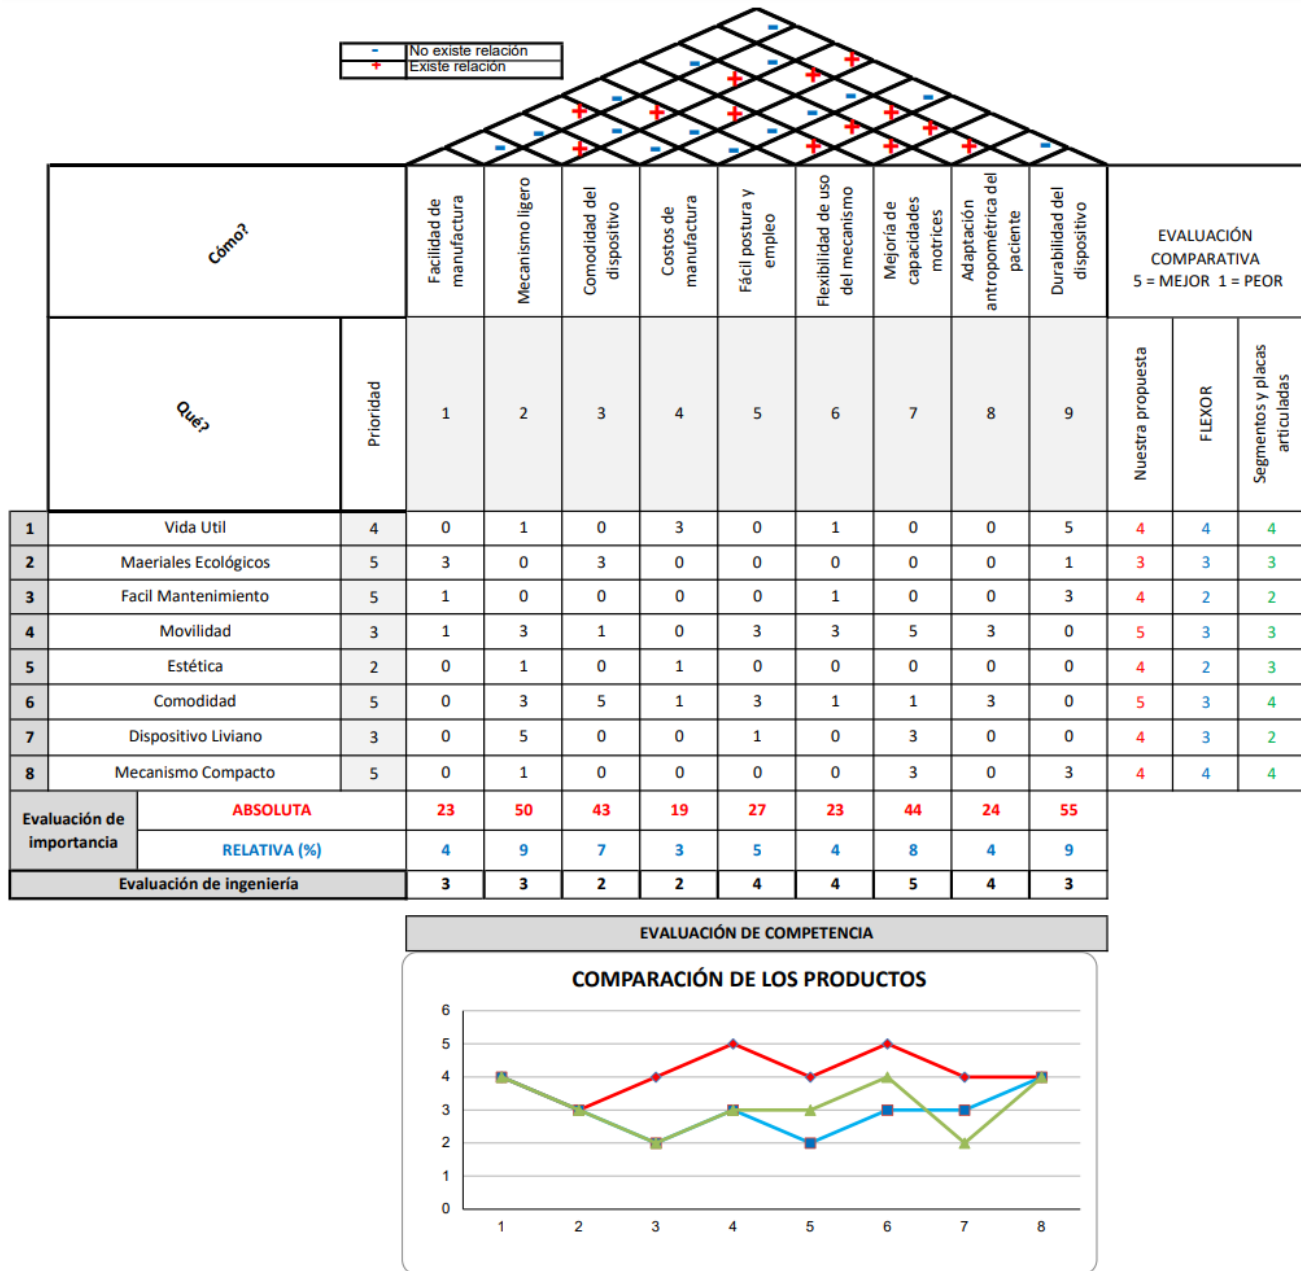 - No existe relación
+ Existe relación
-
- + 
- + - +
- + - + -
+ + + - +
- - - - + +
- + - - + + + -
Cómo?
Facilidad de manufactura
Mecanismo ligero
Comodidad del dispositivo
Costos de manufactura
Fácil postura y empleo
Flexibilidad de uso del mecanismo
Mejoría de capacidades motrices
Adaptación antropométrica del paciente
Durabilidad del dispositivo
EVALUACIÓN
COMPARATIVA
5 = MEJOR 1 = PEOR
Qué?
Prioridad
1 2 3 4 5 6 7 8 9
Nuestra propuesta
FLEXOR
Segmentos y placas articuladas
1 Vida Util 4 0 1 0 3 0 1 0 0 5 4 4 4
2 Maeriales Ecológicos 5 3 0 3 0 0 0 0 0 1 3 3 3
3 Facil Mantenimiento 5 1 0 0 0 0 1 0 0 3 4 2 2
4 Movilidad 3 1 3 1 0 3 3 5 3 0 5 3 3
5 Estética 2 0 1 0 1 0 0 0 0 0 4 2 3
6 Comodidad 5 0 3 5 1 3 1 1 3 0 5 3 4
7 Dispositivo Liviano 3 0 5 0 0 1 0 3 0 0 4 3 2
8 Mecanismo Compacto 5 0 1 0 0 0 0 3 0 3 4 4 4
Evaluación de importancia
ABSOLUTA 23 50 43 19 27 23 44 24 55
RELATIVA (%) 4 9 7 3 5 4 8 4 9
Evaluación de ingeniería 3 3 2 2 4 4 5 4 3
EVALUACIÓN DE COMPETENCIA
COMPARACIÓN DE LOS PRODUCTOS
6
5
4
3
2
1
0
1 2 3 4 5 6 7 8